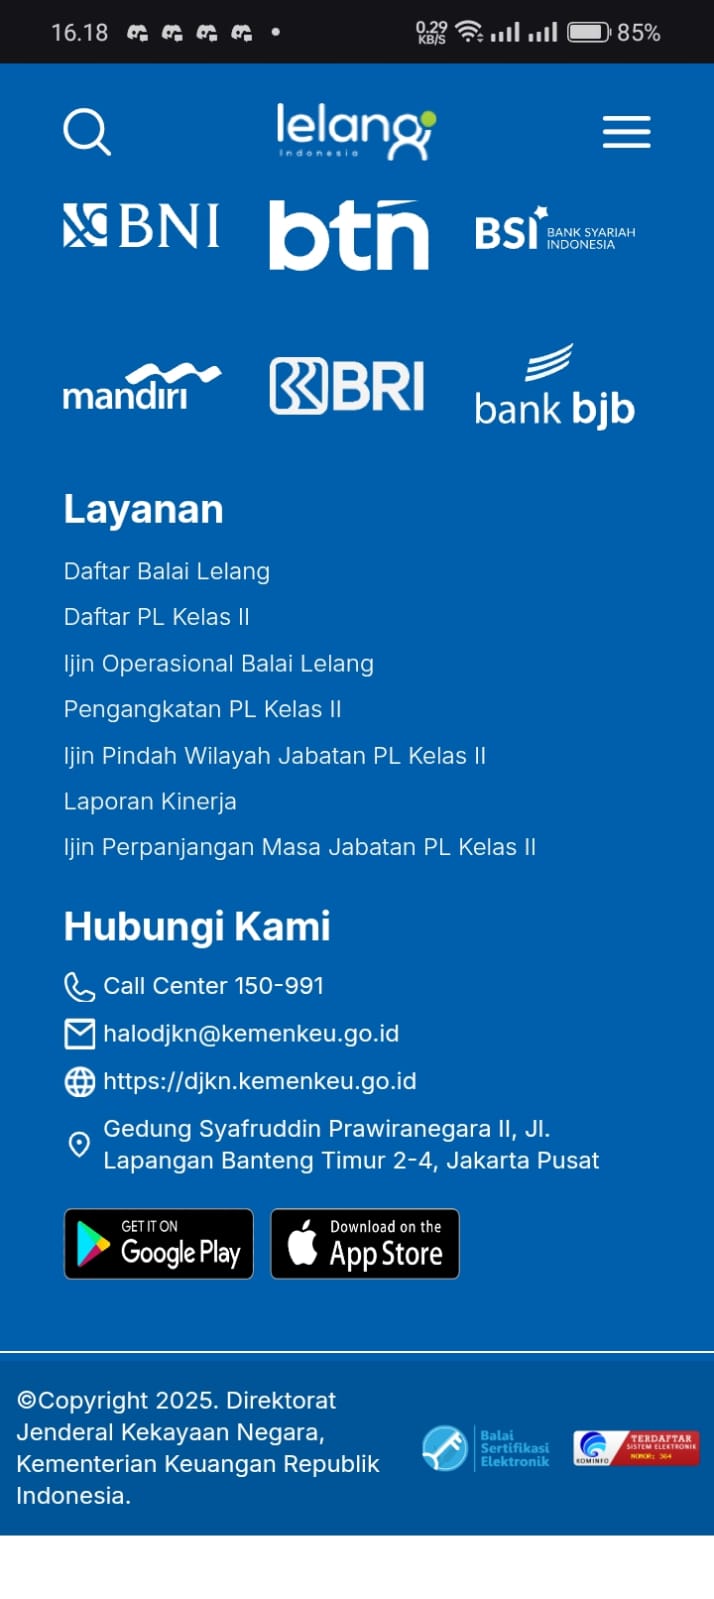 16.18
0.29
KB/S
85%
lelang
Indonesia
BNI
btn
BSI BANK SYARIAH
INDONESIA
mandiri
BRI
bank bjb
Layanan
Daftar Balai Lelang
Daftar PL Kelas II
Ijin Operasional Balai Lelang
Pengangkatan PL Kelas II
Ijin Pindah Wilayah Jabatan PL Kelas II
Laporan Kinerja
Ijin Perpanjangan Masa Jabatan PL Kelas II
Hubungi Kami
Call Center 150-991
halodjkn@kemenkeu.go.id
https://djkn.kemenkeu.go.id
Gedung Syafruddin Prawiranegara II, Jl.
Lapangan Banteng Timur 2-4, Jakarta Pusat
GET IT ON
Google Play
Download on the
App Store
©Copyright 2025. Direktorat
Jenderal Kekayaan Negara,
Kementerian Keuangan Republik
Indonesia.
Balai
Sertifikasi
Elektronik
KOMINFO
TERDAFTAR
SISTEM ELEKTRONIK
NOMOR: 364